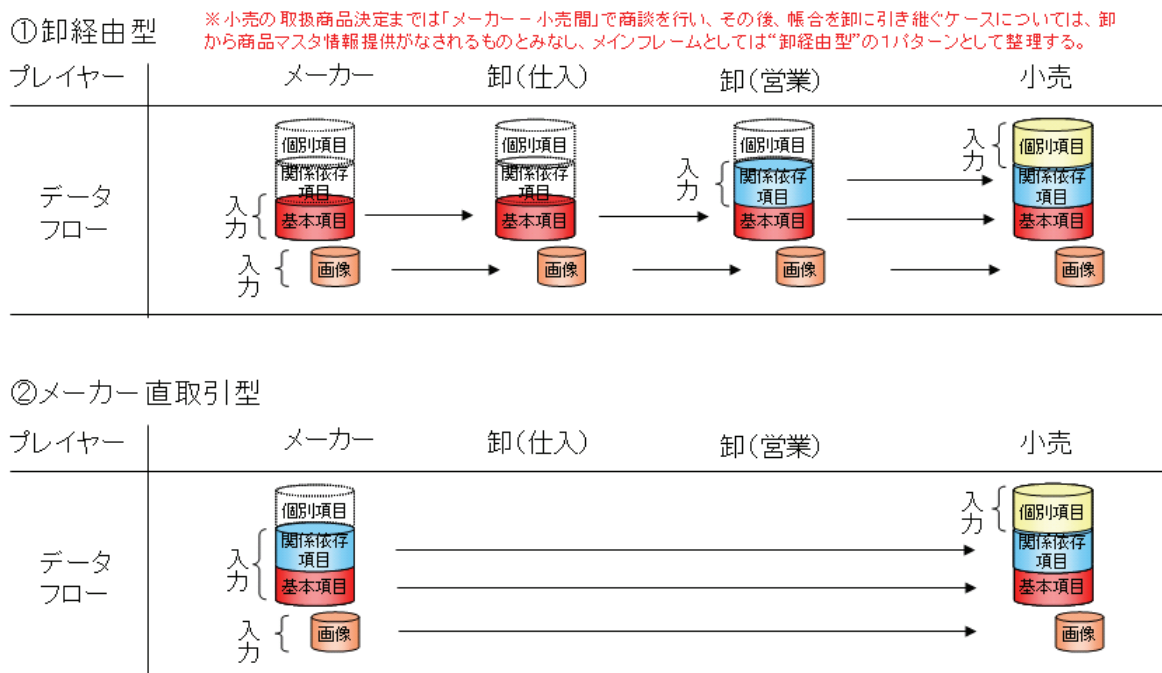 ①卸経由型
※小売の取扱商品決定までは「メーカー－小売間」で商談を行い、その後、帳合を卸に引き継ぐケースについては、卸
から商品マスタ情報提供がなされるものとみなし、メインフレームとしては“卸経由型”の1パターンとして整理する。
プレイヤー
メーカー
卸(仕入)
卸(営業)
小売
データ
フロー
入力
個別項目
関係依存
項目
基本項目
入力
画像
個別項目
関係依存
項目
基本項目
画像
入力
個別項目
関係依存
項目
基本項目
画像
入力
個別項目
関係依存
項目
基本項目
画像
②メーカー直取引型
プレイヤー
メーカー
卸(仕入)
卸(営業)
小売
データ
フロー
入力
個別項目
関係依存
項目
基本項目
入力
画像
入力
個別項目
関係依存
項目
基本項目
画像